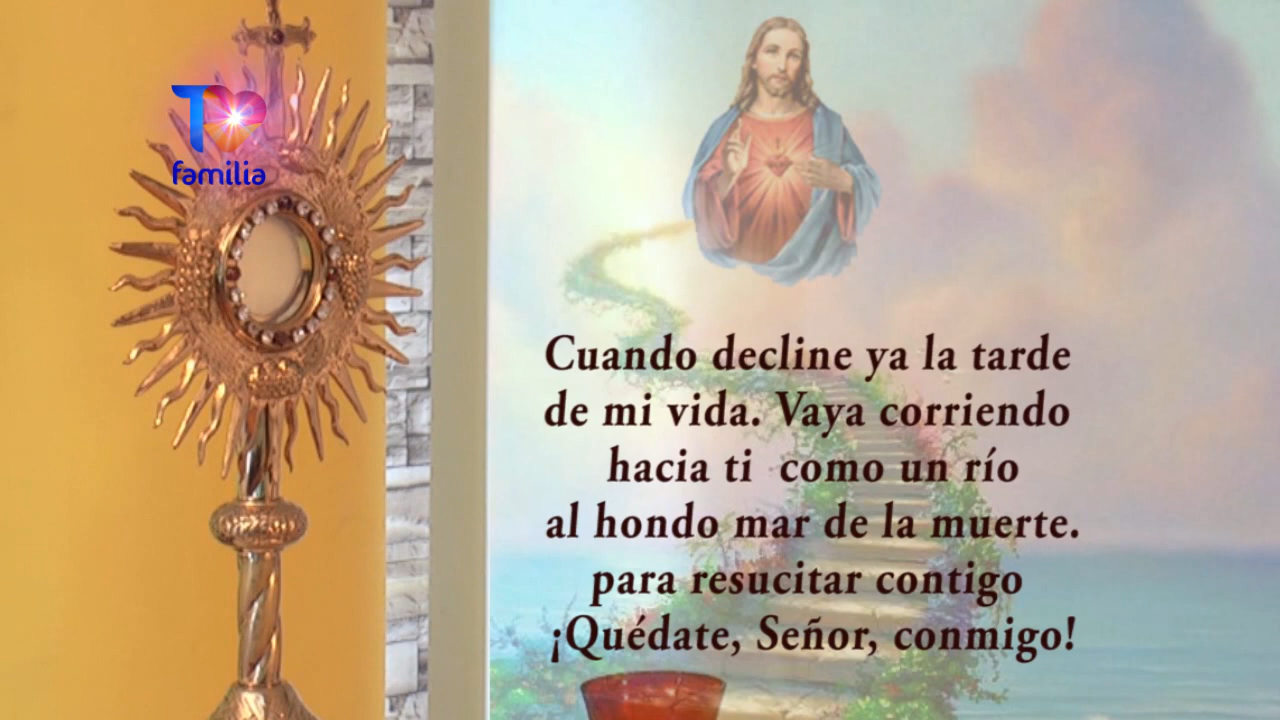 T
familia
Cuando decline ya la tarde
de mi vida. Vaya corriendo
hacia ti como un río
al hondo mar de la muerte.
para resucitar contigo
¡Quédate, Señor, conmigo!